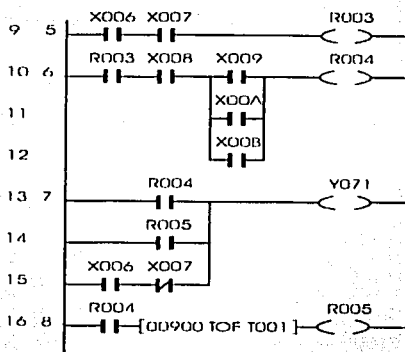 X006 X007 R003
9 5
R003 X008 X009 R004
10 6
X00A
11
X00B
12
R004 Y071
13 7
R005
14
X006 X007
15
R004 R005
16 8 [00900 TOF T001]